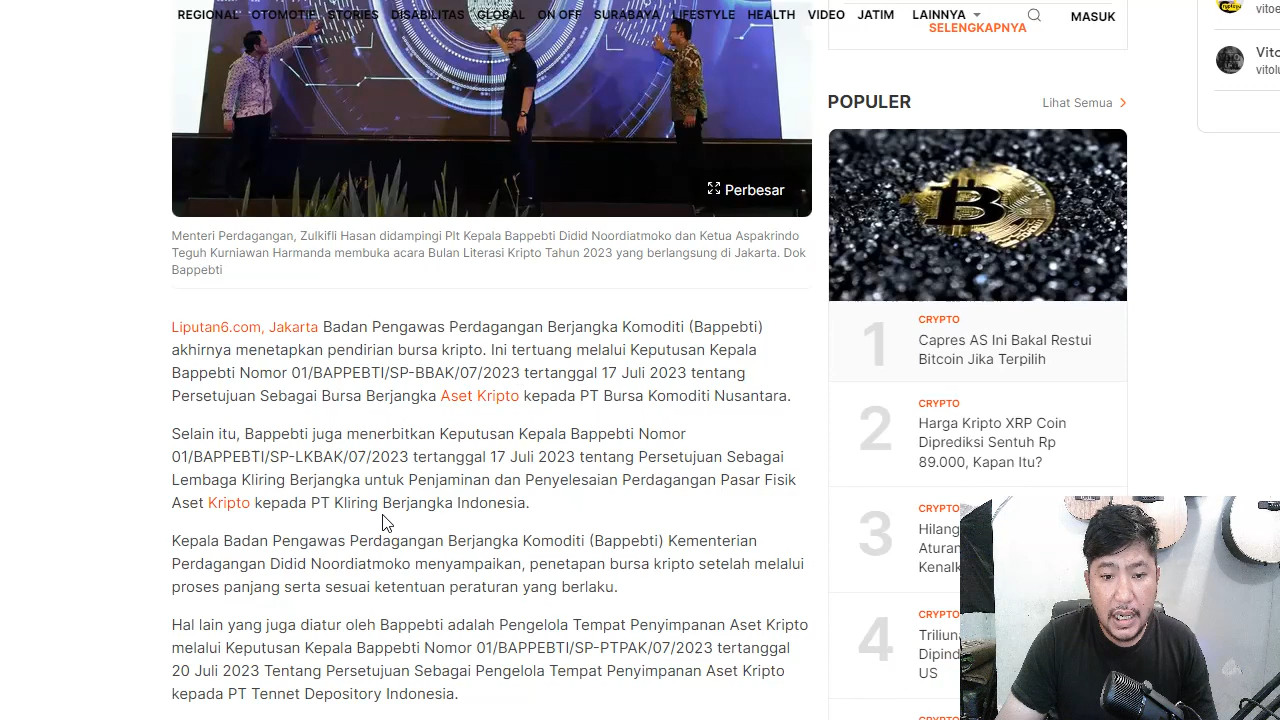 REGIONAL OTOMOTIF STORIES DISABILITAS GLOBAL ON OFF SURABAYA LIFESTYLE HEALTH VIDEO JATIM LAINNYA MASUK
SELENGKAPNYA
Perbesar
Menteri Perdagangan, Zulkifli Hasan didampingi Plt Kepala Bappebti Didid Noordiatmoko dan Ketua Aspakrindo
Teguh Kurniawan Harmanda membuka acara Bulan Literasi Kripto Tahun 2023 yang berlangsung di Jakarta. Dok
Bappebti
Liputan6.com, Jakarta Badan Pengawas Perdagangan Berjangka Komoditi (Bappebti)
akhirnya menetapkan pendirian bursa kripto. Ini tertuang melalui Keputusan Kepala
Bappebti Nomor 01/BAPPEBTI/SP-BBAK/07/2023 tertanggal 17 Juli 2023 tentang
Persetujuan Sebagai Bursa Berjangka Aset Kripto kepada PT Bursa Komoditi Nusantara.
Selain itu, Bappebti juga menerbitkan Keputusan Kepala Bappebti Nomor
01/BAPPEBTI/SP-LKBAK/07/2023 tertanggal 17 Juli 2023 tentang Persetujuan Sebagai
Lembaga Kliring Berjangka untuk Penjaminan dan Penyelesaian Perdagangan Pasar Fisik
Aset Kripto kepada PT Kliring Berjangka Indonesia.
Kepala Badan Pengawas Perdagangan Berjangka Komoditi (Bappebti) Kementerian
Perdagangan Didid Noordiatmoko menyampaikan, penetapan bursa kripto setelah melalui
proses panjang serta sesuai ketentuan peraturan yang berlaku.
Hal lain yang juga diatur oleh Bappebti adalah Pengelola Tempat Penyimpanan Aset Kripto
melalui Keputusan Kepala Bappebti Nomor 01/BAPPEBTI/SP-PTPAK/07/2023 tertanggal
20 Juli 2023 Tentang Persetujuan Sebagai Pengelola Tempat Penyimpanan Aset Kripto
kepada PT Tennet Depository Indonesia.
POPULER
Lihat Semua
1
CRYPTO
Capres AS Ini Bakal Restui
Bitcoin Jika Terpilih
2
CRYPTO
Harga Kripto XRP Coin
Diprediksi Sentuh Rp
89.000, Kapan Itu?
3
CRYPTO
Hilang
Aturan
Kenalk
4
CRYPTO
Triliun
Dipind
US
vitoe
Vito
vitol